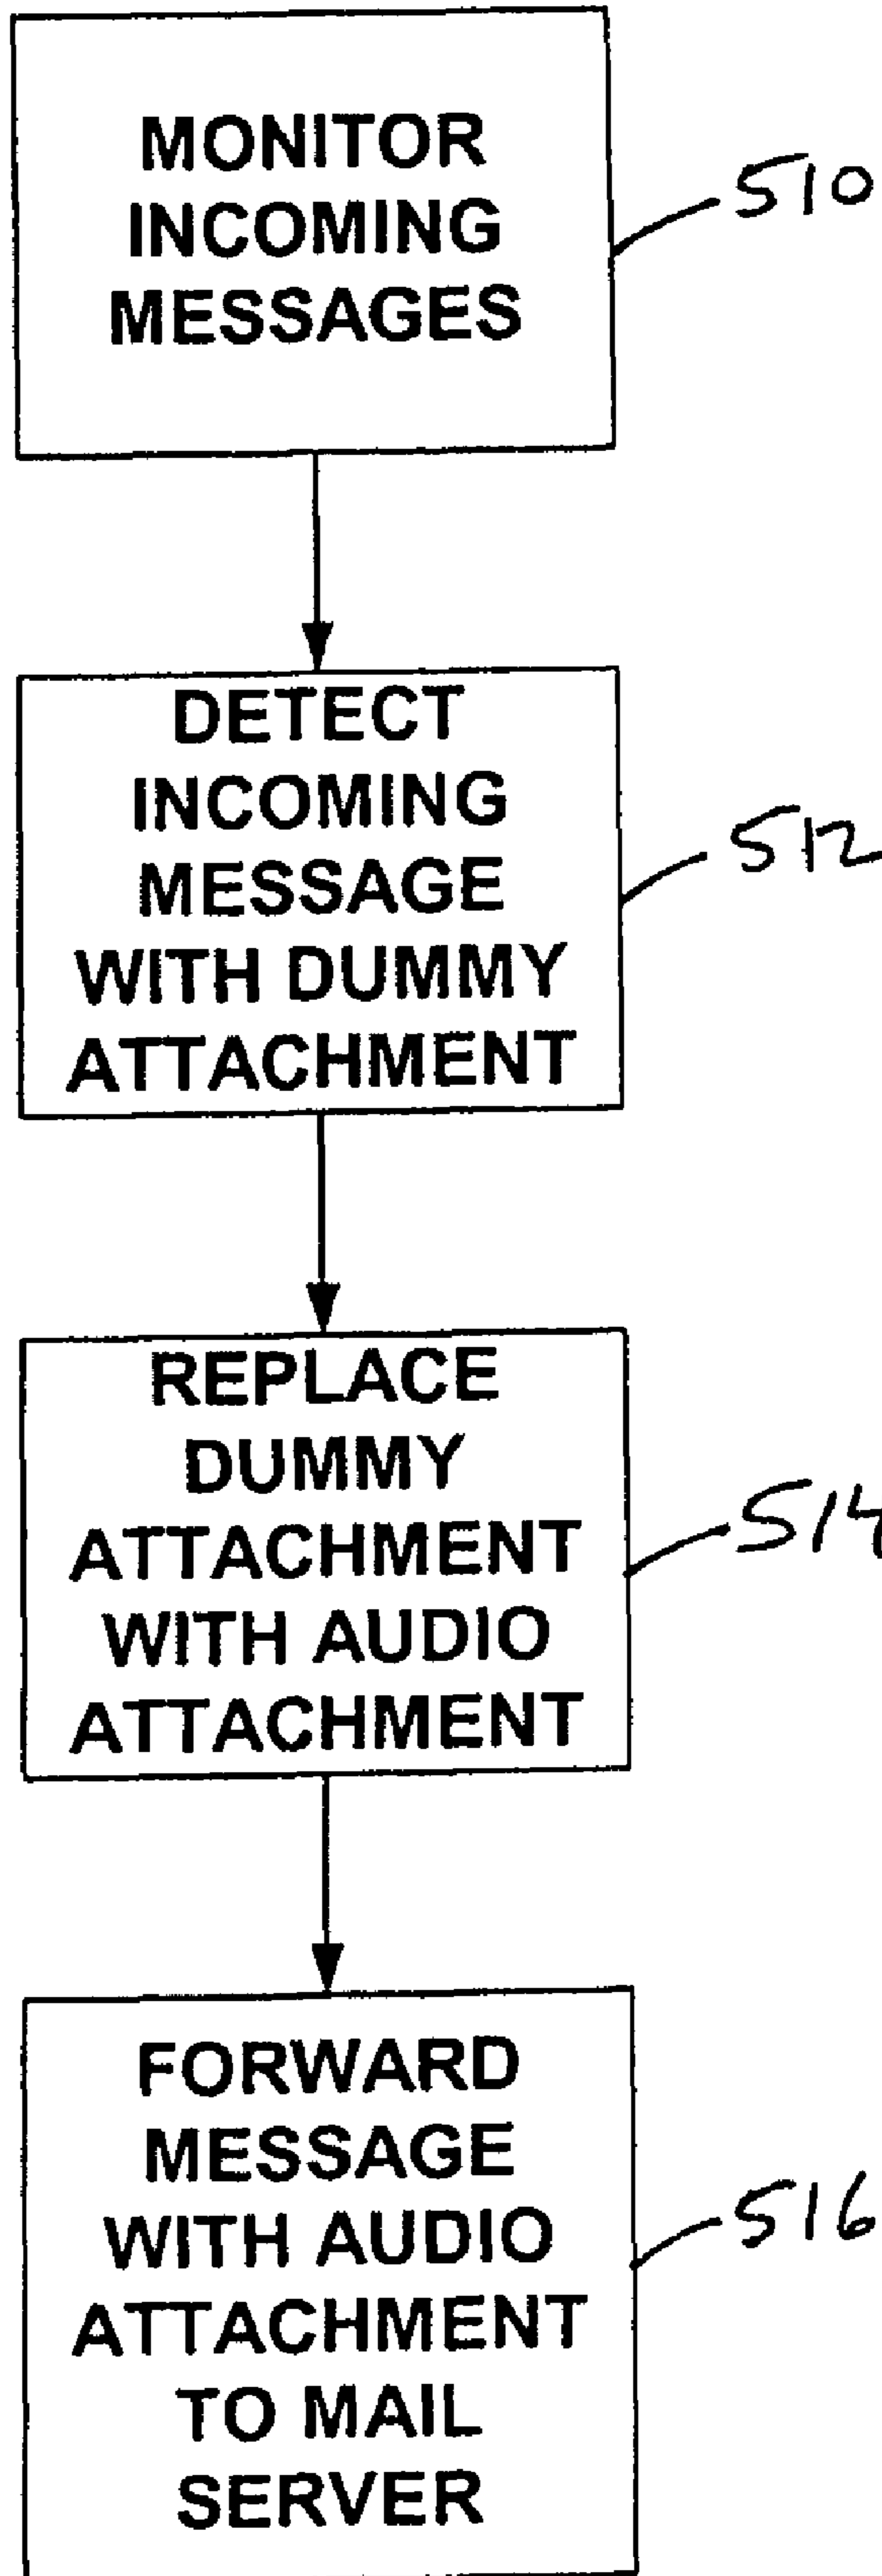 MONITOR
INCOMING
MESSAGES
510
DETECT
INCOMING
MESSAGE
WITH DUMMY
ATTACHMENT
512
REPLACE
DUMMY
ATTACHMENT
WITH AUDIO
ATTACHMENT
514
FORWARD
MESSAGE
WITH AUDIO
ATTACHMENT
TO MAIL
SERVER
516